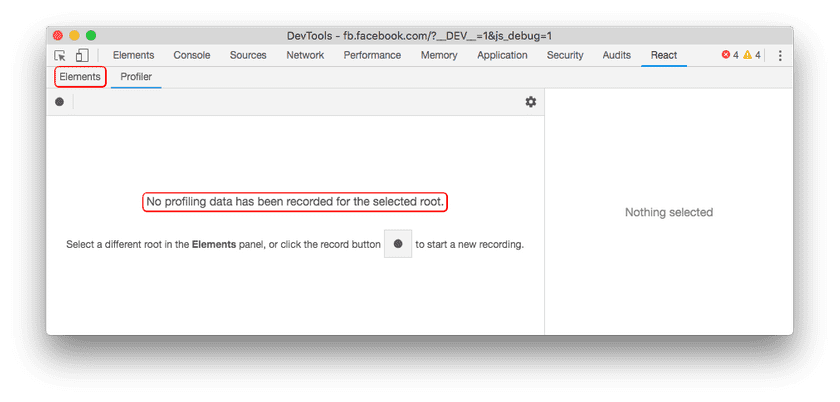 DevTools - fb.facebook.com/?__DEV__=1&js_debug=1
Elements Console Sources Network Performance Memory Application Security Audits React 4 4
Elements Profiler
No profiling data has been recorded for the selected root.
Nothing selected
Select a different root in the Elements panel, or click the record button to start a new recording.